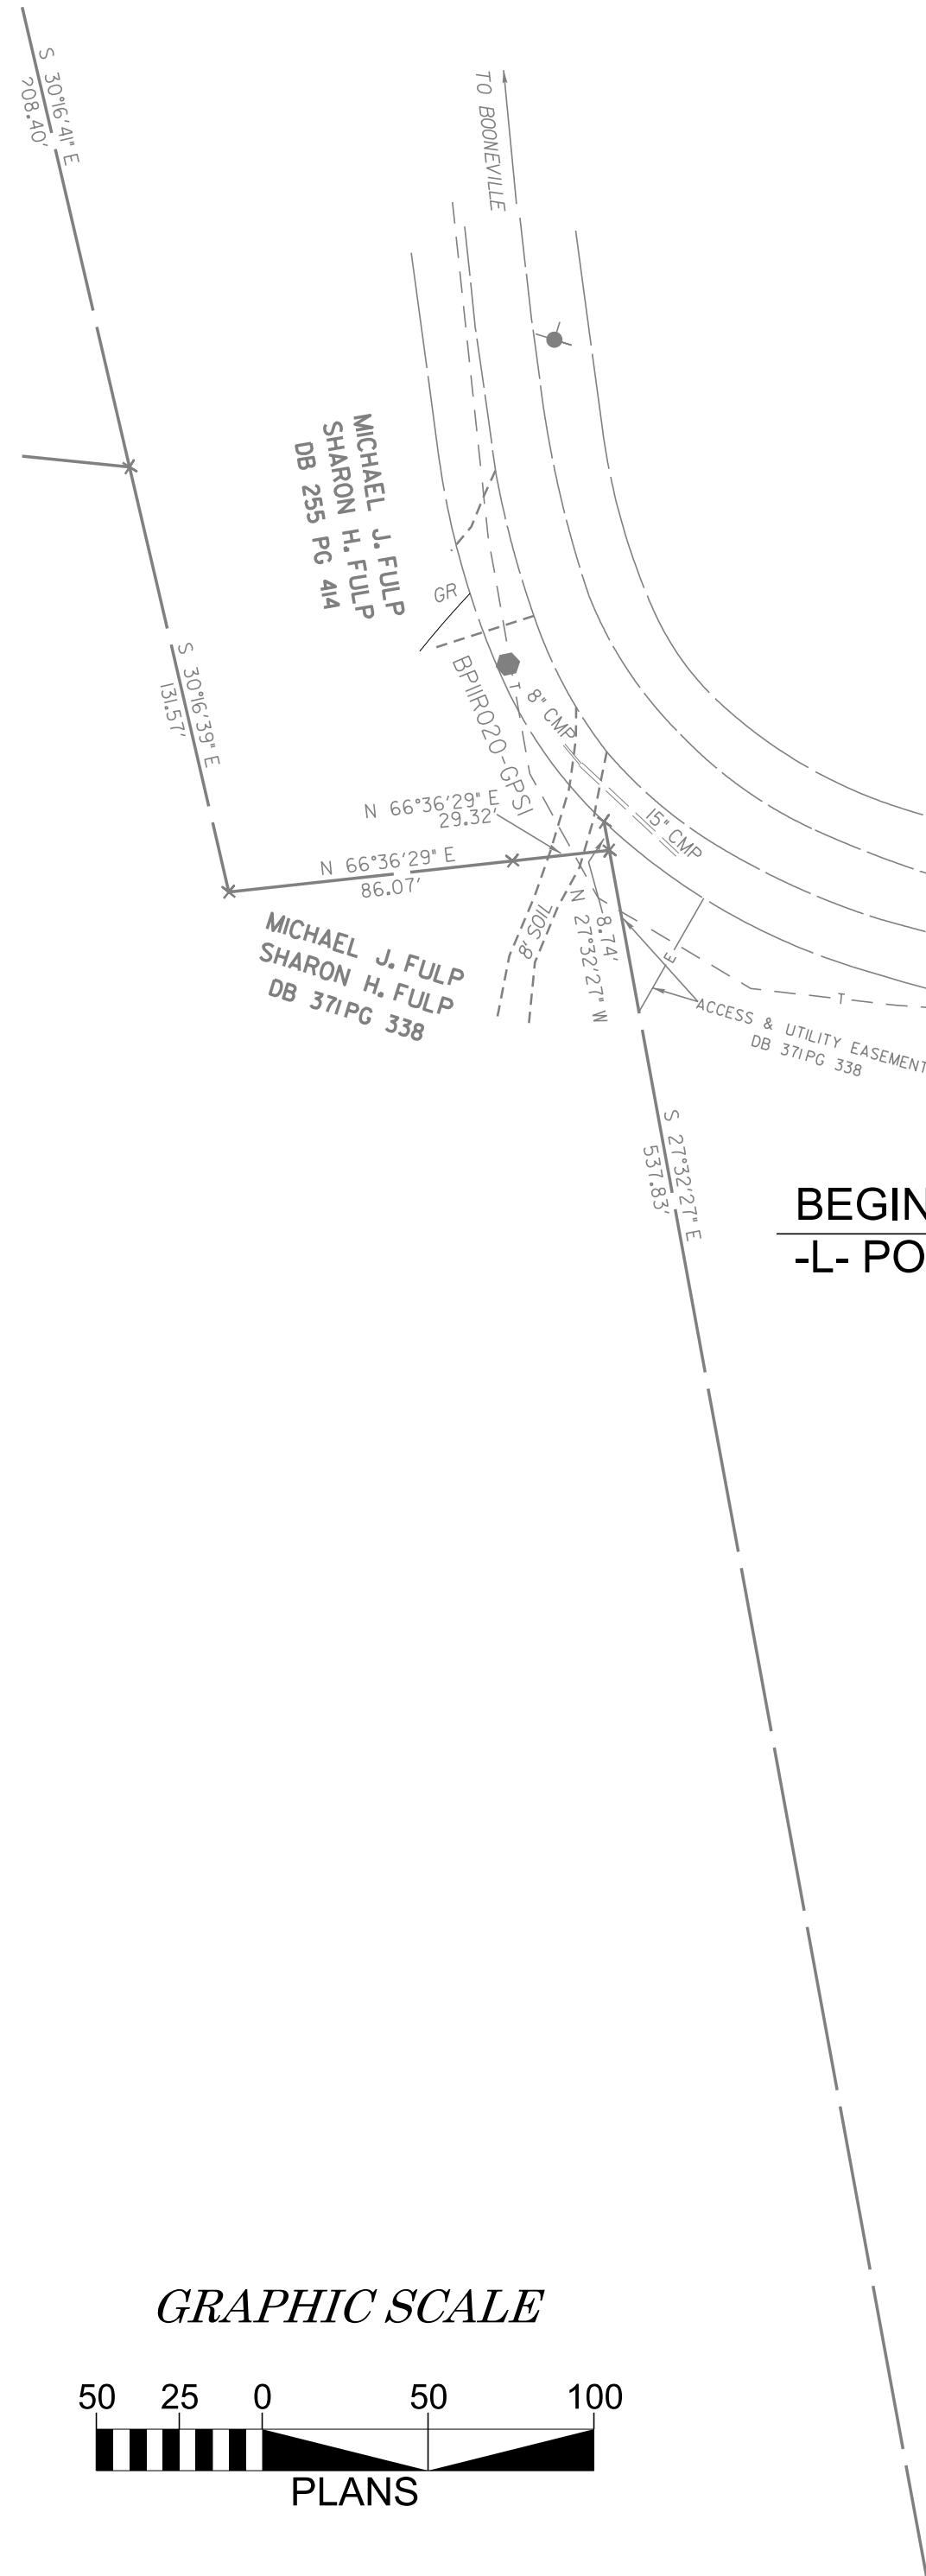 S 30°16'41" E
208.40'
TO BOONEVILLE
MICHAEL J. FULP
SHARON H. FULP
DB 255 PG 414
GR
S 30°16'39" E
131.57'
BP11R020-GPS1
T
8" CMP
15" CMP
N 66°36'29" E
29.32'
N 66°36'29" E
86.07'
MICHAEL J. FULP
SHARON H. FULP
DB 371 PG 338
8' SOIL
8.74'
N 27°32'27" W
E
T
ACCESS & UTILITY EASEMENT
DB 371 PG 338
S 27°32'27" E
537.83'
BEGIN
-L- PO
GRAPHIC SCALE
50 25 0 50 100
PLANS